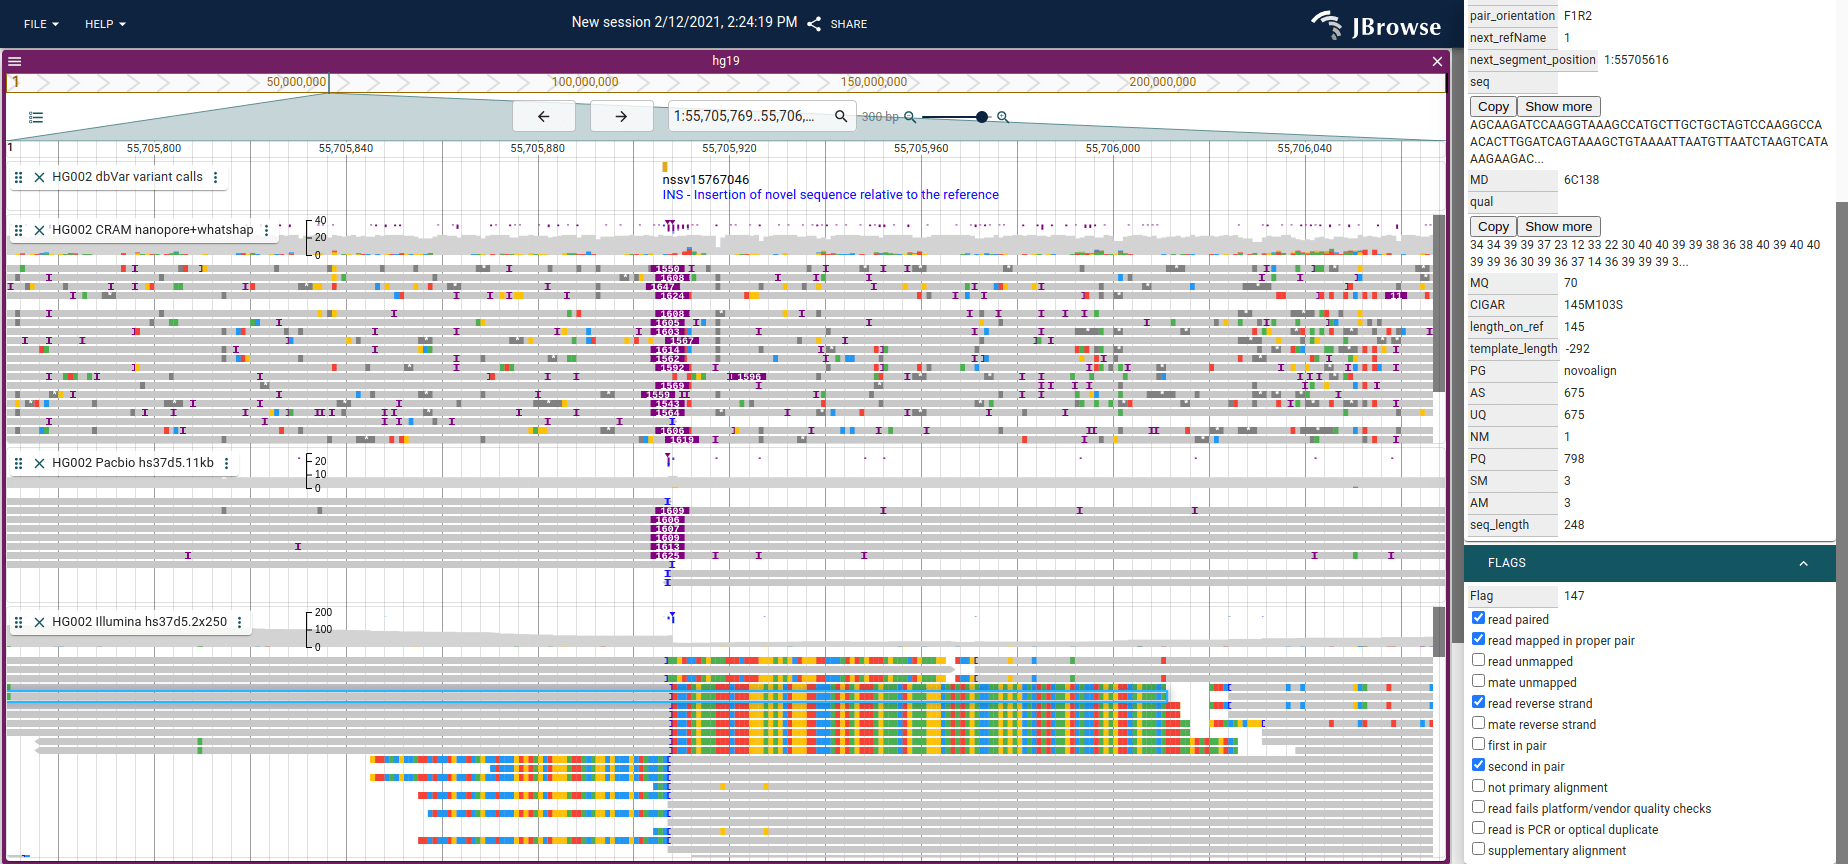 FILE HELP New session 2/12/2021, 2:24:19 PM SHARE JBrowse
hg19
1 50,000,000 100,000,000 150,000,000 200,000,000
1:55,705,769..55,706,... 300 bp
1 55,705,800 55,705,840 55,705,880 55,705,920 55,705,960 55,706,000 55,706,040
HG002 dbVar variant calls
nssv15767046
INS - Insertion of novel sequence relative to the reference
HG002 CRAM nanopore+whatshap
40
20
0
1550
1608
1647
1624 11
1608
1605
1603
1567
1614
1562
1592
1596
1569
1559
1543
1564
1606
1619
HG002 Pacbio hs37d5.11kb
20
10
0
1609
1606
1607
1609
1613
1625
HG002 Illumina hs37d5.2x250
200
100
0
pair_orientation F1R2
next_refName 1
next_segment_position 1:55705616
seq
Copy Show more
AGCAAGATCCAAGGTAAAGCCATGCTTGCTGCTAGTCCAAGGCCA
ACACTTGGATCAGTAAAGCTGTAAAATTAATGTTAATCTAAGTCATA
AAGAAGAC...
MD 6C138
qual
Copy Show more
34 34 39 39 37 23 12 33 22 30 40 40 39 39 38 36 38 40 39 40 40
39 39 36 30 39 36 37 14 36 39 39 39 3...
MQ 70
CIGAR 145M103S
length_on_ref 145
template_length -292
PG novoalign
AS 675
UQ 675
NM 1
PQ 798
SM 3
AM 3
seq_length 248
FLAGS
Flag 147
read paired
read mapped in proper pair
read unmapped
mate unmapped
read reverse strand
mate reverse strand
first in pair
second in pair
not primary alignment
read fails platform/vendor quality checks
read is PCR or optical duplicate
supplementary alignment